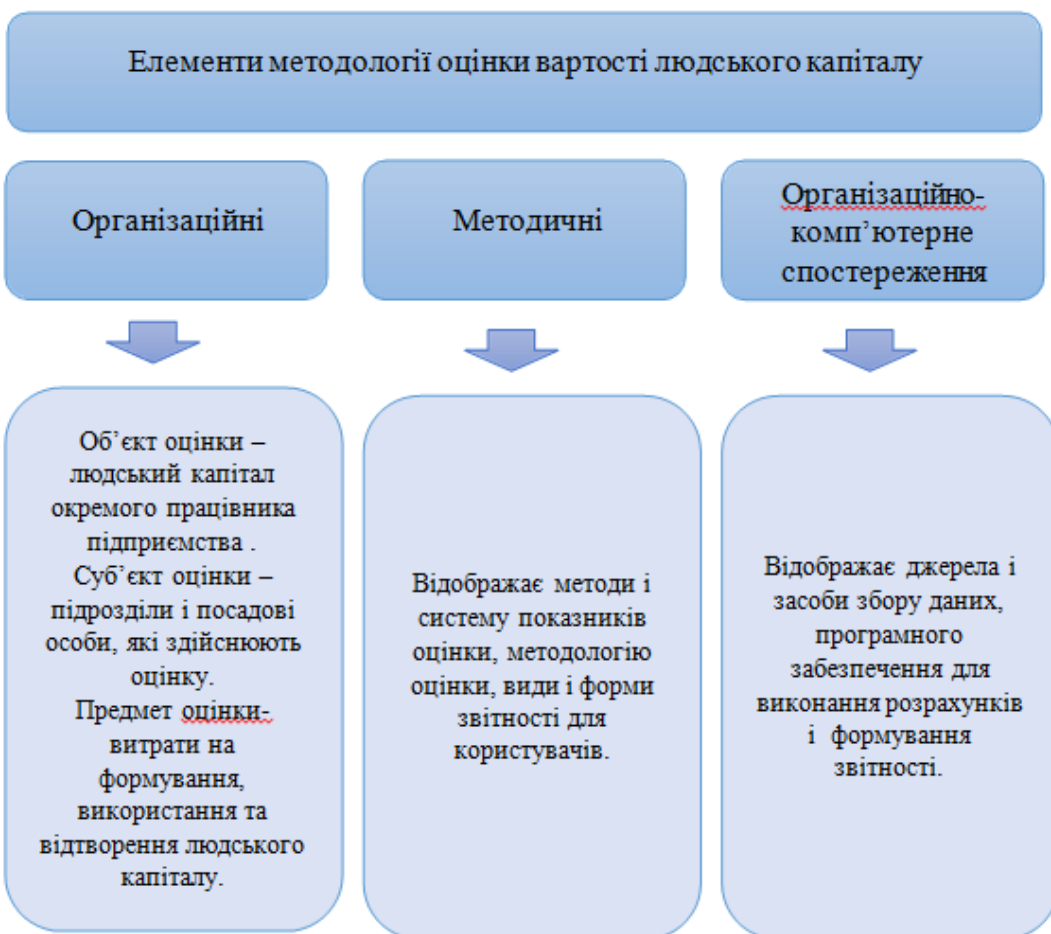 Елементи методології оцінки вартості людського капіталу
Організаційні
Методичні
Організаційно-
комп’ютерне
спостереження
Об’єкт оцінки –
людський капітал
окремого працівника
підприємства .
Суб’єкт оцінки –
підрозділи і посадові
особи, які здійснюють
оцінку.
Предмет оцінки-
витрати на
формування,
використання та
відтворення людського
капіталу.
Відображає методи і
систему показників
оцінки, методологію
оцінки, види і форми
звітності для
користувачів.
Відображає джерела і
засоби збору даних,
програмного
забезпечення для
виконання розрахунків
і формування
звітності.